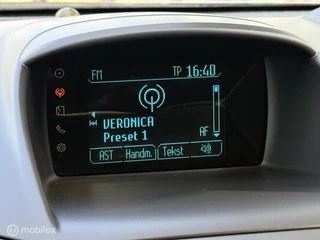 FM TP 16:40
VERONICA
Preset 1 AF
AST Handm. Tekst
mobilox